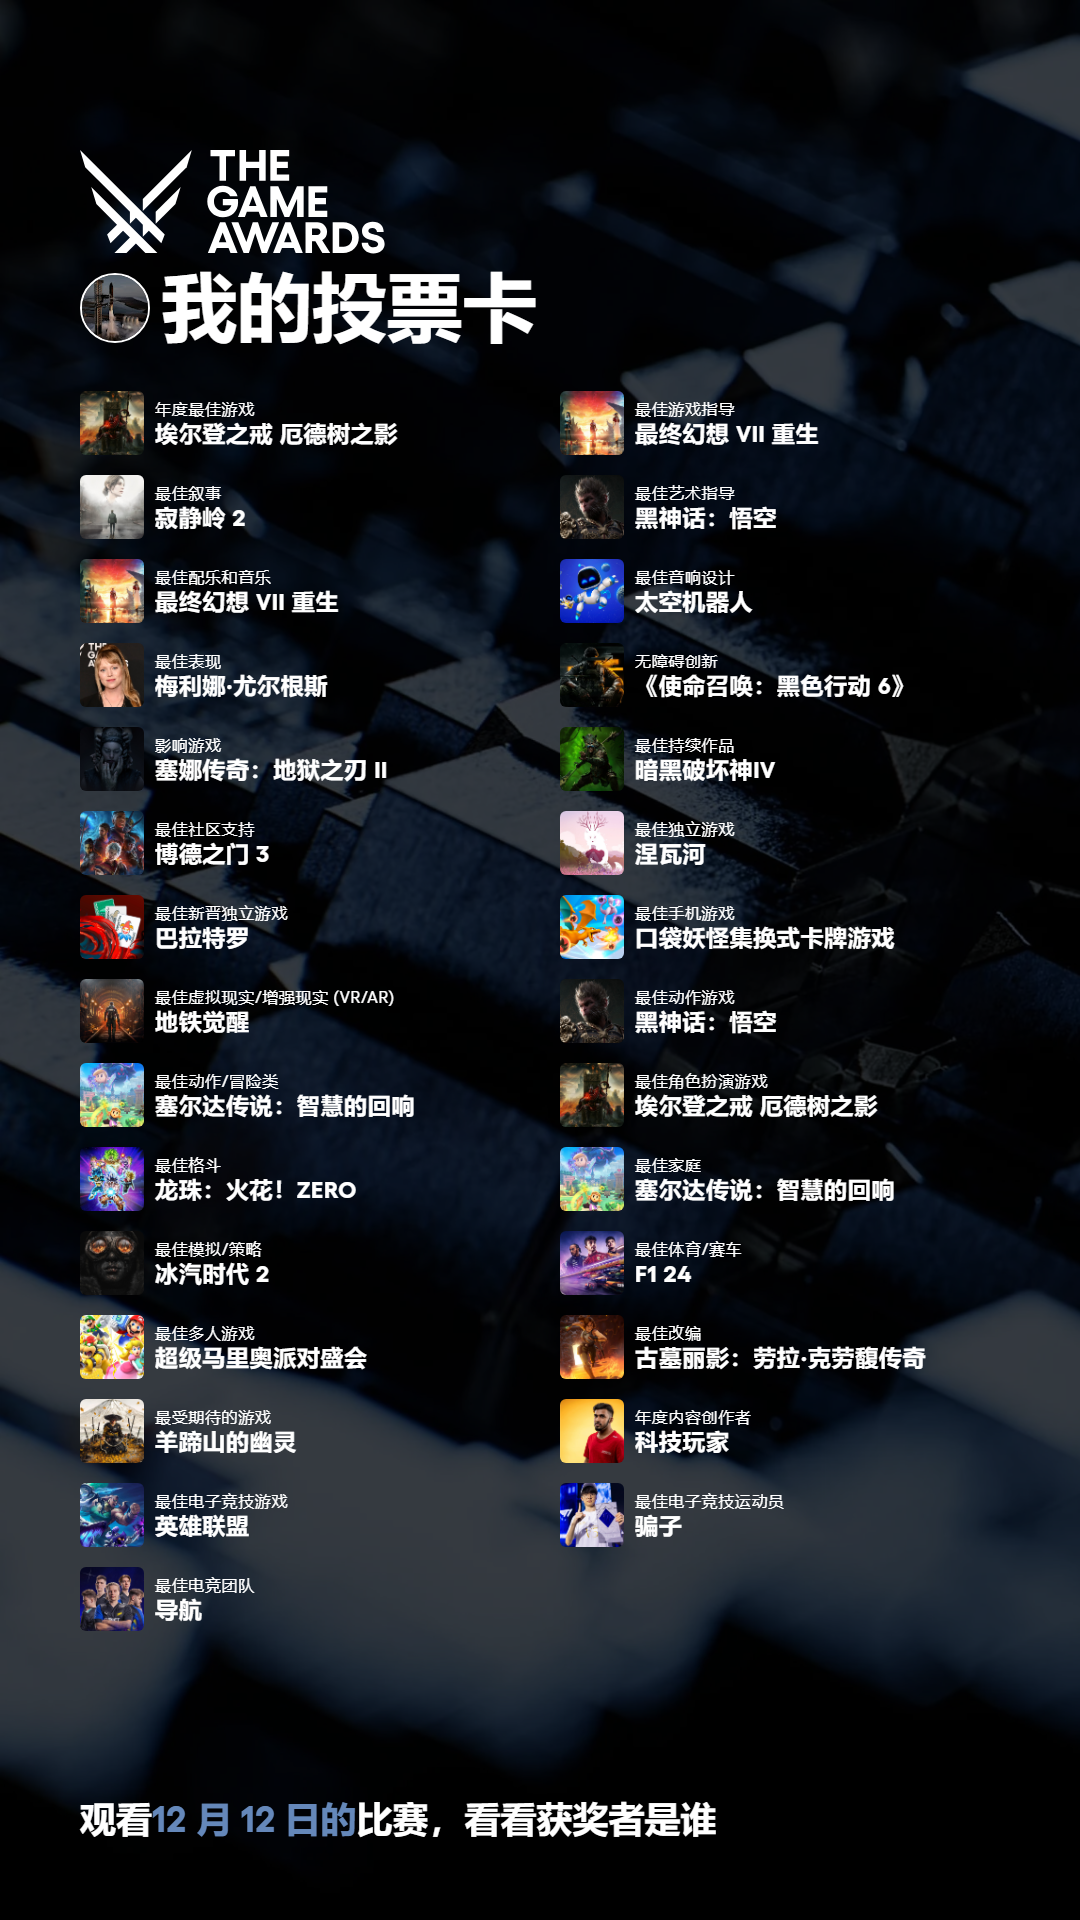 THE
GAME
AWARDS
我的投票卡
年度最佳游戏
埃尔登之戒 厄德树之影
最佳游戏指导
最终幻想 VII 重生
最佳叙事
寂静岭 2
最佳艺术指导
黑神话：悟空
最佳配乐和音乐
最终幻想 VII 重生
最佳音响设计
太空机器人
最佳表现
梅利娜·尤尔根斯
无障碍创新
《使命召唤：黑色行动 6》
影响游戏
塞娜传奇：地狱之刃 II
最佳持续作品
暗黑破坏神IV
最佳社区支持
博德之门 3
最佳独立游戏
涅瓦河
最佳新晋独立游戏
巴拉特罗
最佳手机游戏
口袋妖怪集换式卡牌游戏
最佳虚拟现实/增强现实 (VR/AR)
地铁觉醒
最佳动作游戏
黑神话：悟空
最佳动作/冒险类
塞尔达传说：智慧的回响
最佳角色扮演游戏
埃尔登之戒 厄德树之影
最佳格斗
龙珠：火花！ZERO
最佳家庭
塞尔达传说：智慧的回响
最佳模拟/策略
冰汽时代 2
最佳体育/赛车
F1 24
最佳多人游戏
超级马里奥派对盛会
最佳改编
古墓丽影：劳拉·克劳馥传奇
最受期待的游戏
羊蹄山的幽灵
年度内容创作者
科技玩家
最佳电子竞技游戏
英雄联盟
最佳电子竞技运动员
骗子
最佳电竞团队
导航
观看12 月 12 日的比赛，看看获奖者是谁